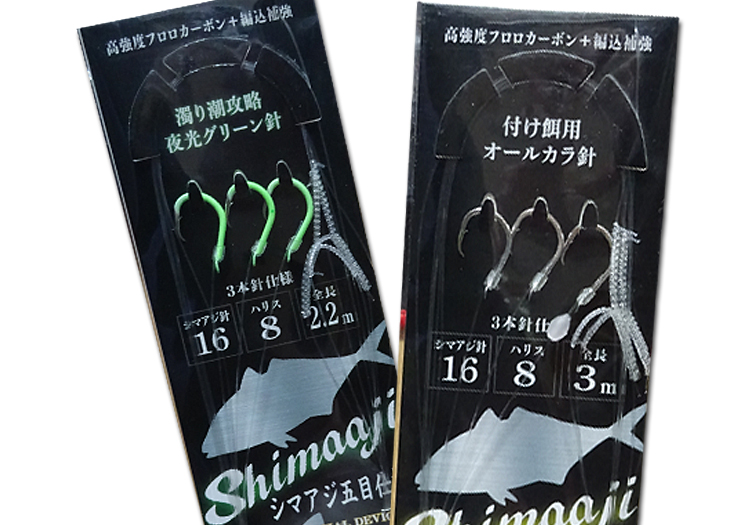 高強度フロロカーボン+編込補強
濁り潮攻略
夜光グリーン針
3本針仕様
シマアジ針 ハリス 全長
16 8 2.2m
Shimaaji
シマアジ五目仕
高強度フロロカーボン+編込補強
付け餌用
オールカラ針
3本針仕
シマアジ針 ハリス 全長
16 8 3m
Shimaaji